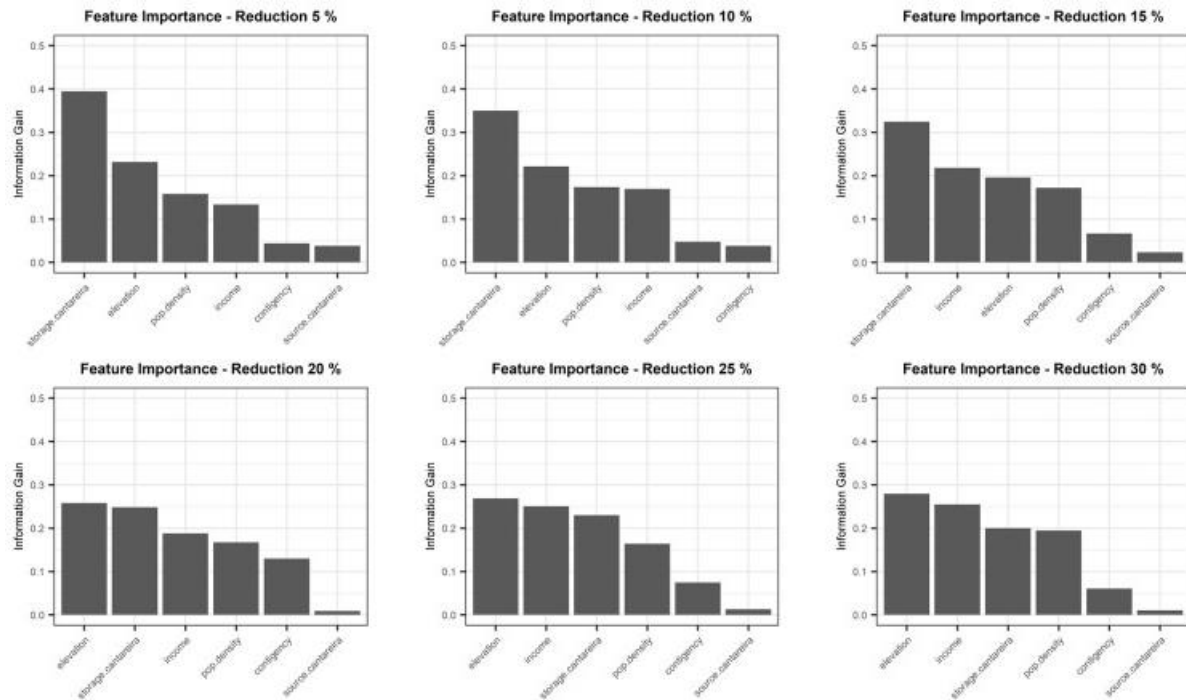 Feature Importance - Reduction 5 %
Information Gain
0.5
0.4
0.3
0.2
0.1
0.0
storage.cantareira
elevation
pop.density
income
contigency
source.cantareira
Feature Importance - Reduction 10 %
Information Gain
0.5
0.4
0.3
0.2
0.1
0.0
storage.cantareira
elevation
pop.density
income
source.cantareira
contigency
Feature Importance - Reduction 15 %
Information Gain
0.5
0.4
0.3
0.2
0.1
0.0
storage.cantareira
income
elevation
pop.density
contigency
source.cantareira
Feature Importance - Reduction 20 %
Information Gain
0.5
0.4
0.3
0.2
0.1
0.0
elevation
storage.cantareira
income
pop.density
contigency
source.cantareira
Feature Importance - Reduction 25 %
Information Gain
0.5
0.4
0.3
0.2
0.1
0.0
elevation
income
storage.cantareira
pop.density
contigency
source.cantareira
Feature Importance - Reduction 30 %
Information Gain
0.5
0.4
0.3
0.2
0.1
0.0
elevation
income
storage.cantareira
pop.density
contigency
source.cantareira